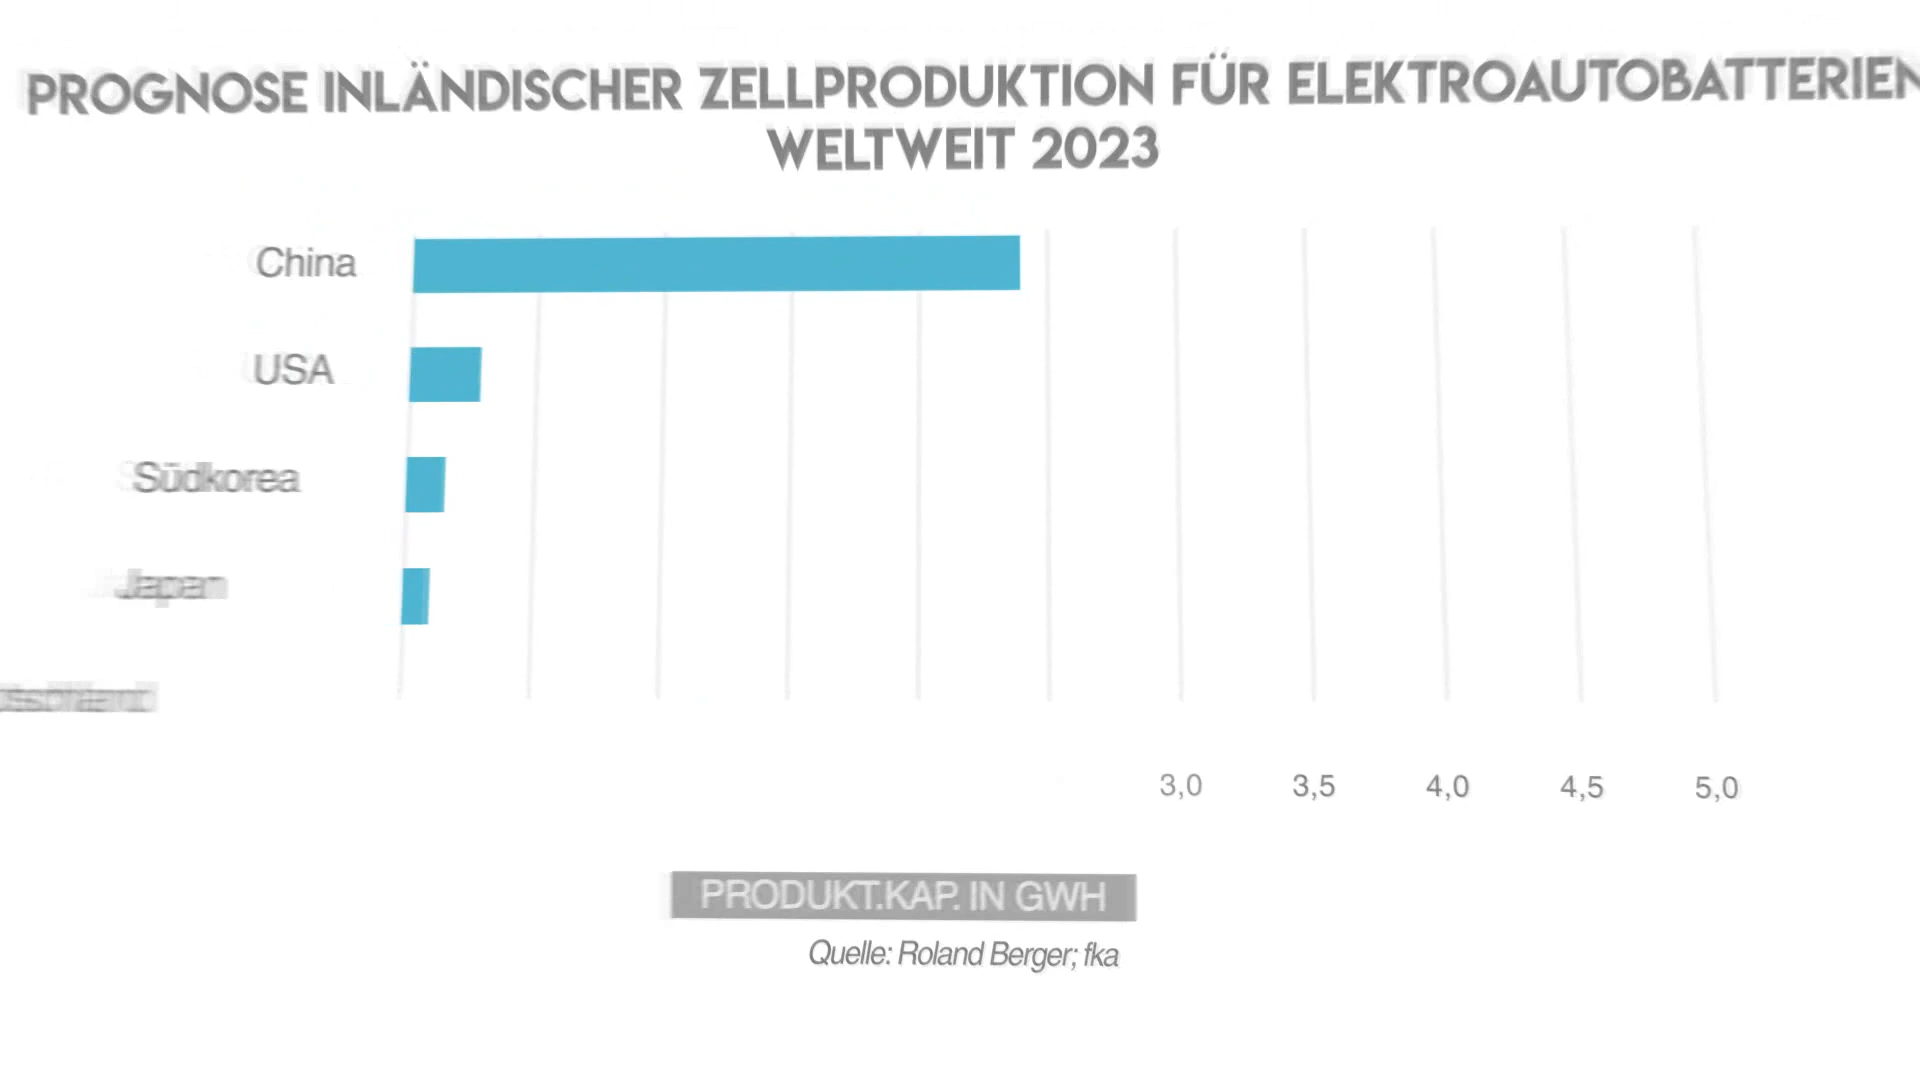 PROGNOSE INLÄNDISCHER ZELLPRODUKTION FÜR ELEKTROAUTOBATTERIEN
WELTWEIT 2023
China
USA
Südkorea
Japan
3,0 3,5 4,0 4,5 5,0
PRODUKT.KAP. IN GWH
Quelle: Roland Berger; fka